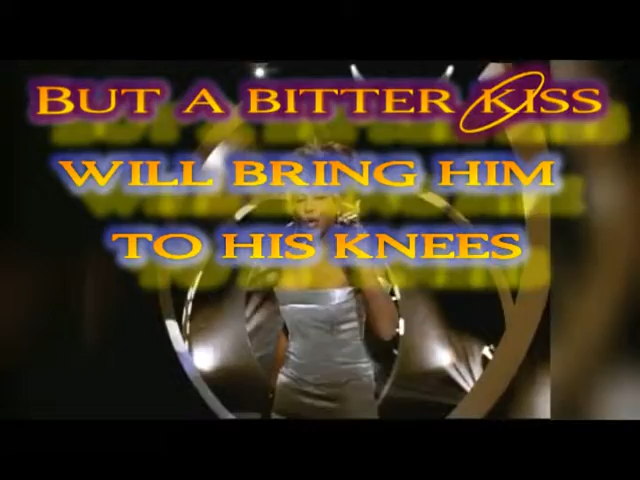 BUT A BITTER KISS
WILL BRING HIM
TO HIS KNEES